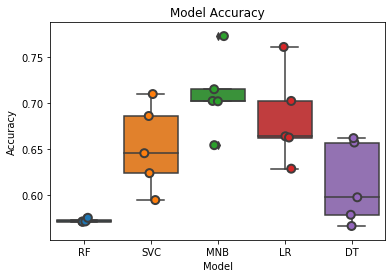 Model Accuracy
0.75
0.70
0.65
0.60
Accuracy
RF SVC MNB LR DT
Model